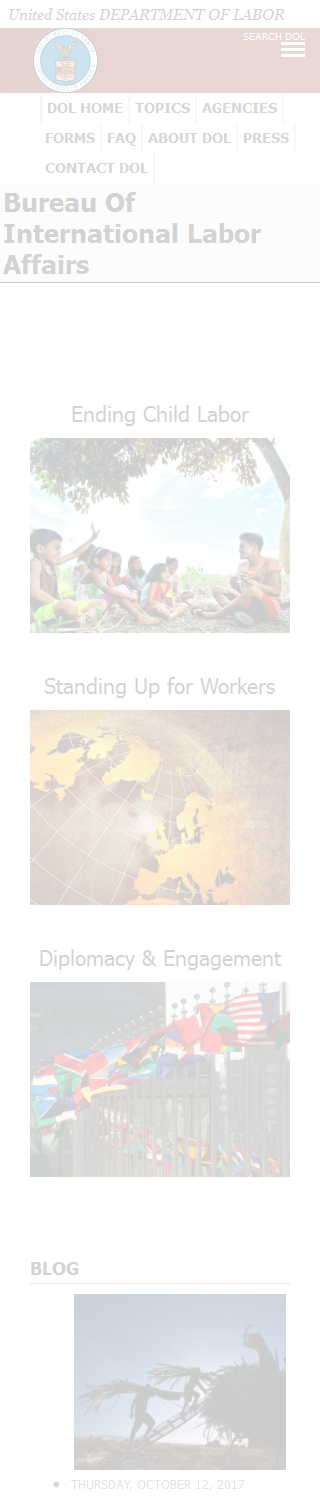 United States DEPARTMENT OF LABOR
SEARCH DOL
DOL HOME TOPICS AGENCIES
FORMS FAQ ABOUT DOL PRESS
CONTACT DOL
Bureau Of
International Labor
Affairs
Ending Child Labor
Standing Up for Workers
Diplomacy & Engagement
BLOG
THURSDAY, OCTOBER 12, 2017